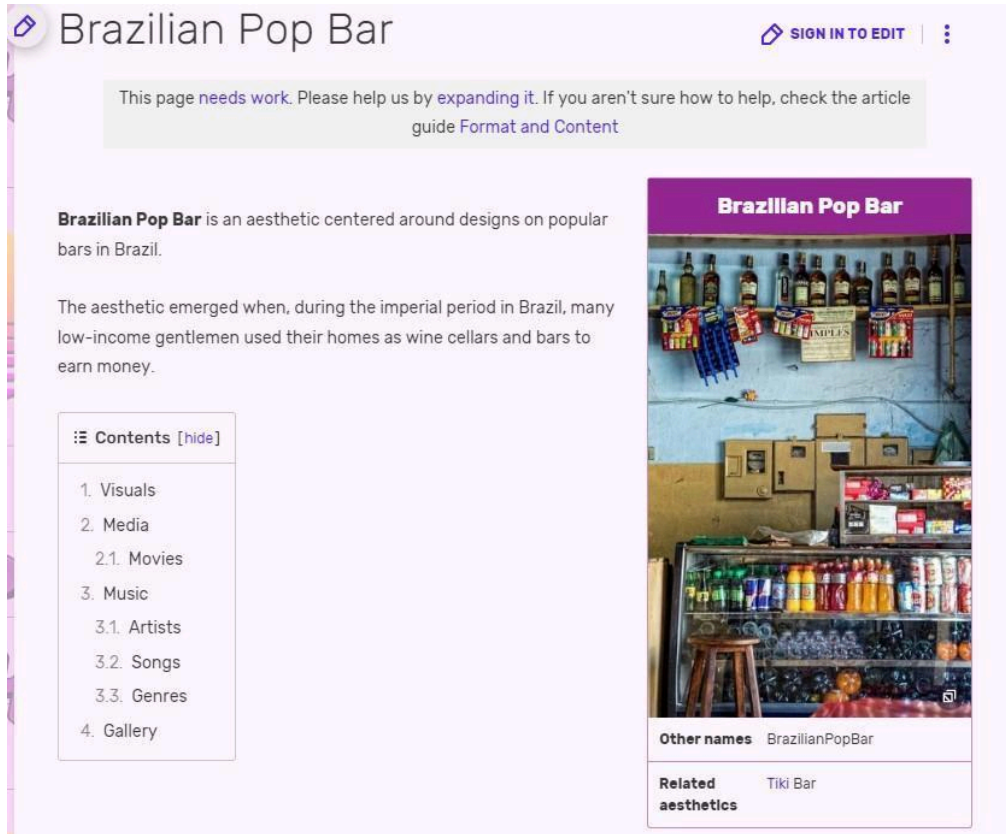 Brazilian Pop Bar
SIGN IN TO EDIT
This page needs work. Please help us by expanding it. If you aren't sure how to help, check the article
guide Format and Content
Brazilian Pop Bar is an aesthetic centered around designs on popular
bars in Brazil.
The aesthetic emerged when, during the imperial period in Brazil, many
low-income gentlemen used their homes as wine cellars and bars to
earn money.
Contents [hide]
1. Visuals
2. Media
2.1. Movies
3. Music
3.1. Artists
3.2. Songs
3.3. Genres
4. Gallery
Brazilian Pop Bar
Other names BrazilianPopBar
Related Tiki Bar
aesthetics